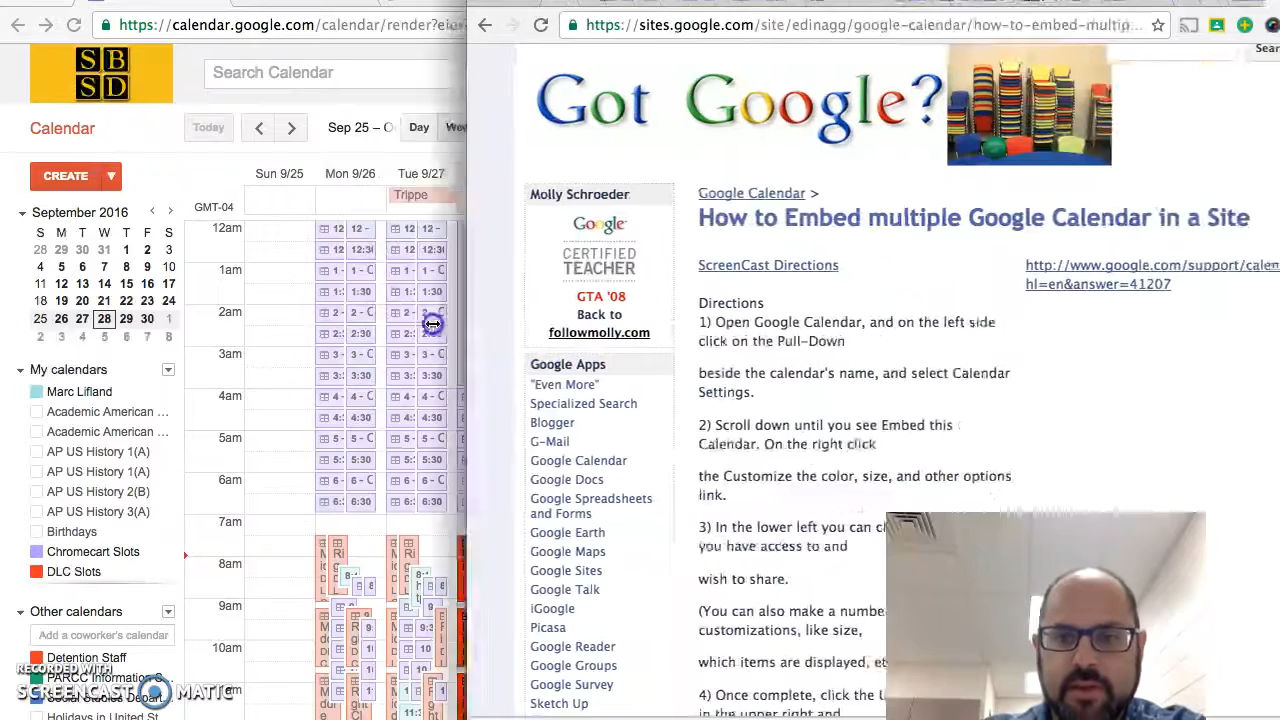 https://calendar.google.com/calendar/render?
SB
SD
Search Calendar
Calendar
Today
Sep 25 –
Day
CREATE
September 2016
S M T W T F S
28 29 30 31 1 2 3
4 5 6 7 8 9 10
11 12 13 14 15 16 17
18 19 20 21 22 23 24
25 26 27 28 29 30 1
2 3 4 5 6 7 8
My calendars
Marc Lifland
Academic American ...
Academic American ...
AP US History 1(A)
AP US History 1(A)
AP US History 2(B)
AP US History 3(A)
Birthdays
Chromecart Slots
DLC Slots
Other calendars
Add a coworker's calendar
Detention Staff
PARCC Information S
Social Studies Depart
Holidays in United St
RECORDED WITH
SCREENCAST MATIC
Sun 9/25 Mon 9/26 Tue 9/27
GMT-04
Trippe
12am
1am
2am
3am
4am
5am
6am
7am
8am
9am
10am
https://sites.google.com/site/edinagg/google-calendar/how-to-embed-multip...
Sear
Got Google?
Molly Schroeder
Google
CERTIFIED
TEACHER
GTA '08
Back to
followmolly.com
Google Apps
"Even More"
Specialized Search
Blogger
G-Mail
Google Calendar
Google Docs
Google Spreadsheets
and Forms
Google Earth
Google Maps
Google Sites
Google Talk
iGoogle
Picasa
Google Reader
Google Groups
Google Survey
Sketch Up
Google Calendar >
How to Embed multiple Google Calendar in a Site
ScreenCast Directions
http://www.google.com/support/calen
hl=en&answer=41207
Directions
1) Open Google Calendar, and on the left side
click on the Pull-Down
beside the calendar's name, and select Calendar
Settings.
2) Scroll down until you see Embed this
Calendar. On the right click
the Customize the color, size, and other options
link.
3) In the lower left you can
you have access to and
wish to share.
(You can also make a numbe
customizations, like size,
which items are displayed,
4) Once complete, click the
in the upper right and